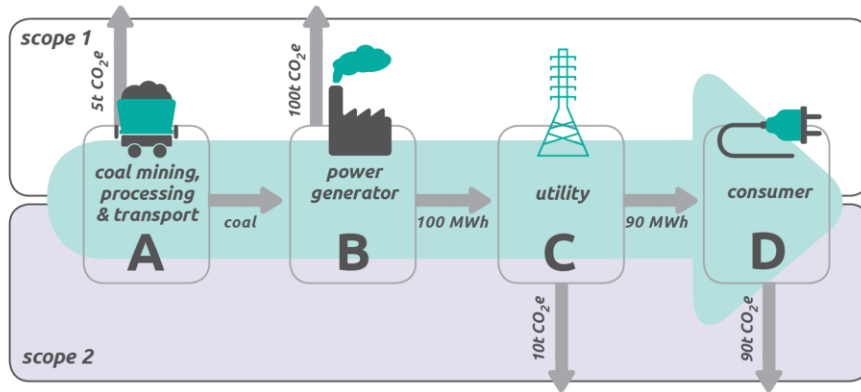 scope 1
5t CO₂e
100t CO₂e
coal mining,
processing
& transport
A
coal
power
generator
B
100 MWh
utility
C
90 MWh
consumer
D
scope 2
10t CO₂e
90t CO₂e